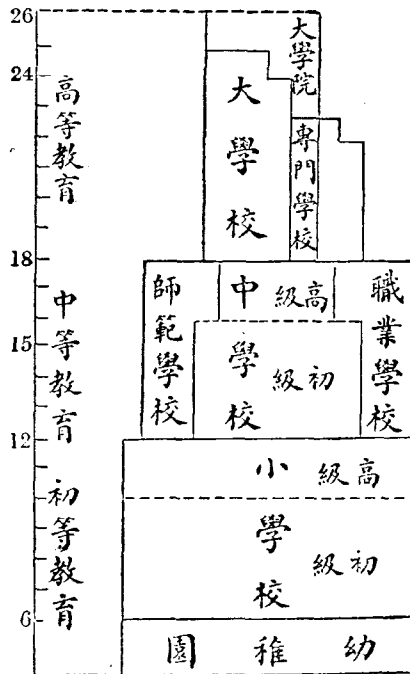 26
24
22
18
15
12
6
高等教育
中等教育
初等教育
大學院
大學校
專門學校
師範學校
中學校
高級
初級
職業學校
小學校
高級
初級
幼稚園